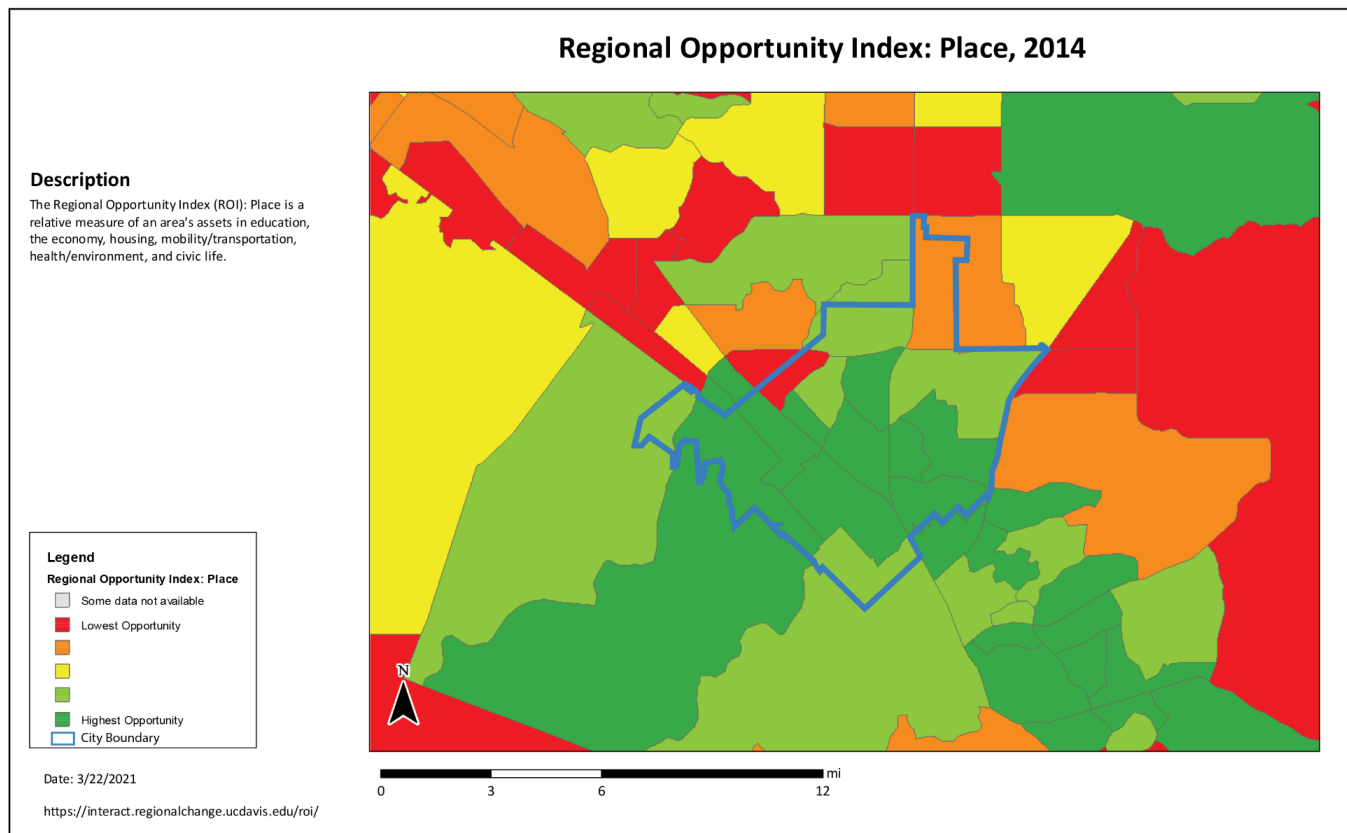 Regional Opportunity Index: Place, 2014
Description
The Regional Opportunity Index (ROI): Place is a
relative measure of an area's assets in education,
the economy, housing, mobility/transportation,
health/environment, and civic life.
Legend
Regional Opportunity Index: Place
Some data not available
Lowest Opportunity
Highest Opportunity
City Boundary
N
Date: 3/22/2021
https://interact.regionalchange.ucdavis.edu/roi/
mi
0 3 6 12